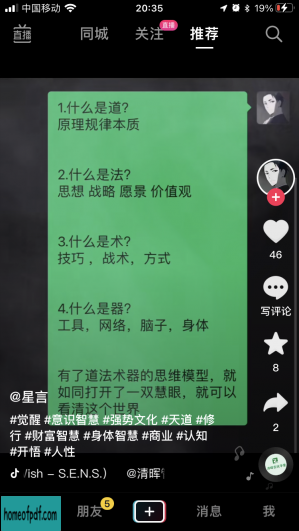 中国移动
20:35
19%
直播
同城
关注
直播
推荐
1.什么是道?
原理规律本质
2.什么是法?
思想 战略 愿景 价值观
3.什么是术?
技巧，战术，方式
4.什么是器?
工具，网络，脑子，身体
有了道法术器的思维模型，就
如同打开了一双慧眼，就可以
看清这个世界
46
写评论
8
2
@星言
#觉醒 #意识智慧 #强势文化 #天道 #修
行 #财富智慧 #身体智慧 #商业 #认知
#开悟 #人性
/ish - S.E.N.S.)
@清晖
homeofpdf.com
朋友
5
消息
我